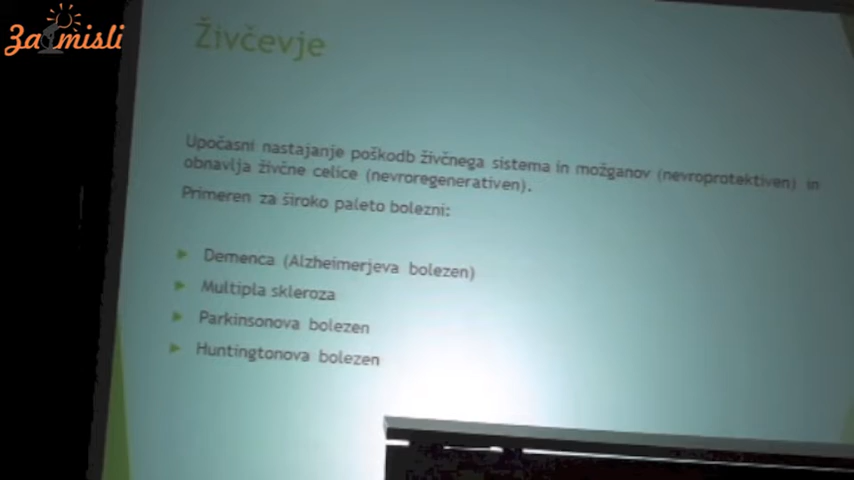 Za misli
Živčevje
Upočasni nastajanje poškodb živčnega sistema in možganov (nevroprotektiven) in
obnavlja živčne celice (nevroregenerativen).
Primeren za široko paleto bolezni:
Demenca (Alzheimerjeva bolezen)
Multipla skleroza
Parkinsonova bolezen
Huntingtonova bolezen